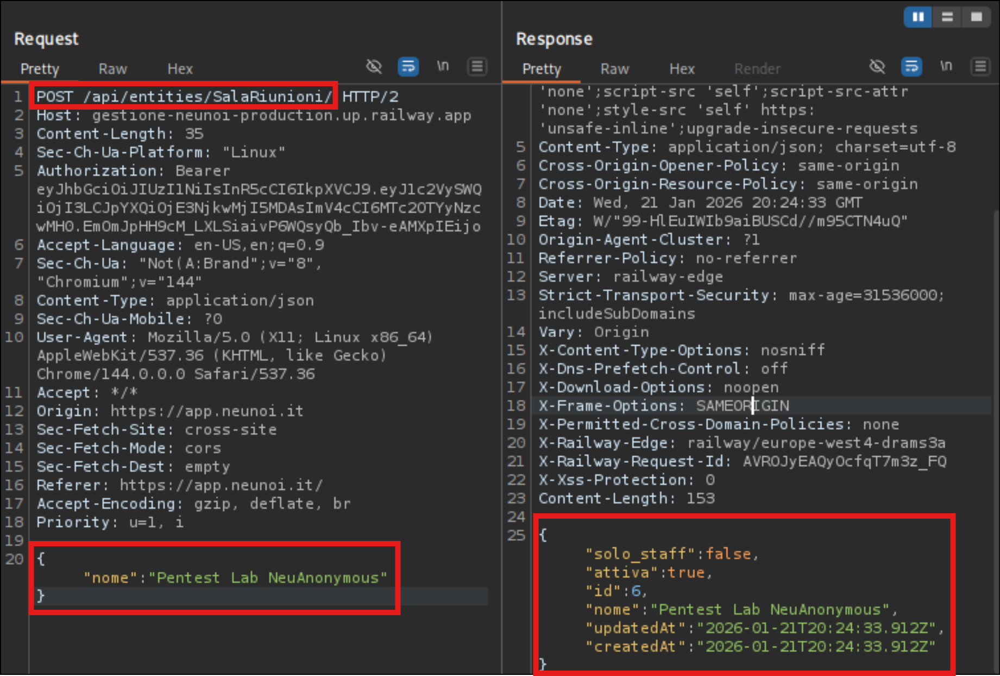 Request
Pretty Raw Hex \n
1 POST /api/entities/SalaRiunioni/ HTTP/2
2 Host: gestione-neunoi-production.up.railway.app
3 Content-Length: 35
4 Sec-Ch-Ua-Platform: "Linux"
5 Authorization: Bearer
eyJhbGciOiJIUzI1NiIsInR5cCI6IkpXVCJ9.eyJ1c2VySWQ
iOjI3LCJpYXQiOjE3NjkwMjI5MDAsImV4cCI6MTc2OTYyNzc
wMH0.EmOmJpHH9cM_LXLSiaivP6WQsyQb_Ibv-eAMXpIEijo
6 Accept-Language: en-US,en;q=0.9
7 Sec-Ch-Ua: "Not(A:Brand";v="8",
"Chromium";v="144"
8 Content-Type: application/json
9 Sec-Ch-Ua-Mobile: ?0
10 User-Agent: Mozilla/5.0 (X11; Linux x86_64)
AppleWebKit/537.36 (KHTML, like Gecko)
Chrome/144.0.0.0 Safari/537.36
11 Accept: */*
12 Origin: https://app.neunoi.it
13 Sec-Fetch-Site: cross-site
14 Sec-Fetch-Mode: cors
15 Sec-Fetch-Dest: empty
16 Referer: https://app.neunoi.it/
17 Accept-Encoding: gzip, deflate, br
18 Priority: u=1, i
19
20 {
"nome":"Pentest Lab NeuAnonymous"
}
Response
Pretty Raw Hex Render \n
'none';script-src 'self';script-src-attr
'none';style-src 'self' https:
'unsafe-inline';upgrade-insecure-requests
5 Content-Type: application/json; charset=utf-8
6 Cross-Origin-Opener-Policy: same-origin
7 Cross-Origin-Resource-Policy: same-origin
8 Date: Wed, 21 Jan 2026 20:24:33 GMT
9 Etag: W/"99-HlEuIWIb9aiBUSCd//m95CTN4uQ"
10 Origin-Agent-Cluster: ?1
11 Referrer-Policy: no-referrer
12 Server: railway-edge
13 Strict-Transport-Security: max-age=31536000;
includeSubDomains
14 Vary: Origin
15 X-Content-Type-Options: nosniff
16 X-Dns-Prefetch-Control: off
17 X-Download-Options: noopen
18 X-Frame-Options: SAMEORIGIN
19 X-Permitted-Cross-Domain-Policies: none
20 X-Railway-Edge: railway/europe-west4-drams3a
21 X-Railway-Request-Id: AVROJyEAQyOcfqT7m3z_FQ
22 X-Xss-Protection: 0
23 Content-Length: 153
24
25 {
"solo_staff":false,
"attiva":true,
"id":6,
"nome":"Pentest Lab NeuAnonymous",
"updatedAt":"2026-01-21T20:24:33.912Z",
"createdAt":"2026-01-21T20:24:33.912Z"
}